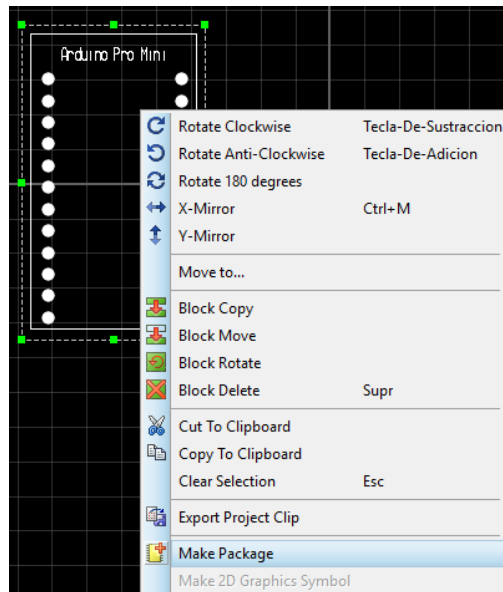 Arduino Pro Mini
Rotate Clockwise Tecla-De-Sustraccion
Rotate Anti-Clockwise Tecla-De-Adicion
Rotate 180 degrees
X-Mirror Ctrl+M
Y-Mirror
Move to...
Block Copy
Block Move
Block Rotate
Block Delete Supr
Cut To Clipboard
Copy To Clipboard
Clear Selection Esc
Export Project Clip
Make Package
Make 2D Graphics Symbol